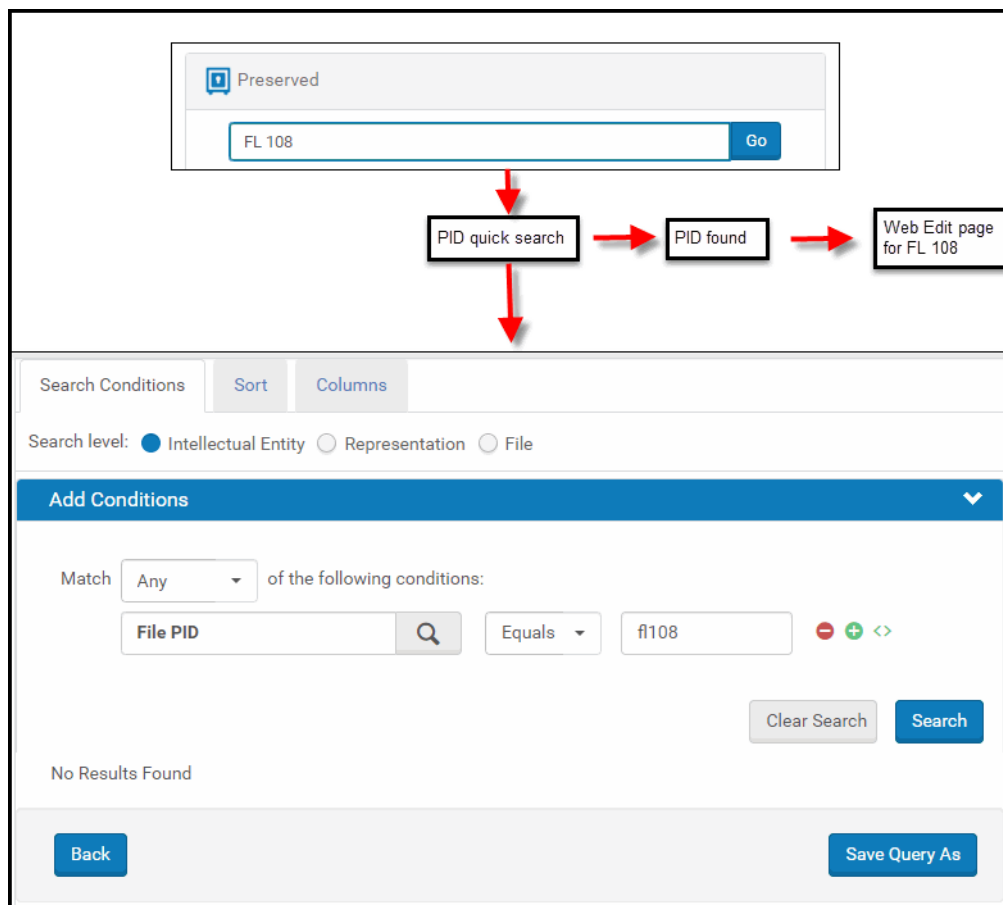 Preserved
FL 108 Go
PID quick search PID found Web Edit page
for FL 108
Search Conditions Sort Columns
Search level: Intellectual Entity Representation File
Add Conditions
Match Any of the following conditions:
File PID Equals fl108
Clear Search Search
No Results Found
Back Save Query As